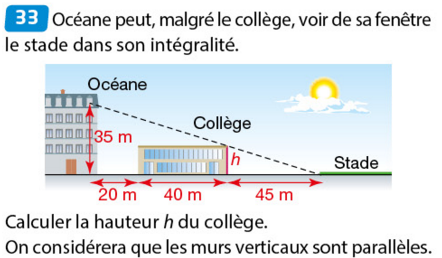 33 Océane peut, malgré le collège, voir de sa fenêtre
le stade dans son intégralité.
Océane
35 m
Collège
h
Stade
20 m
40 m
45 m
Calculer la hauteur h du collège.
On considérera que les murs verticaux sont parallèles.